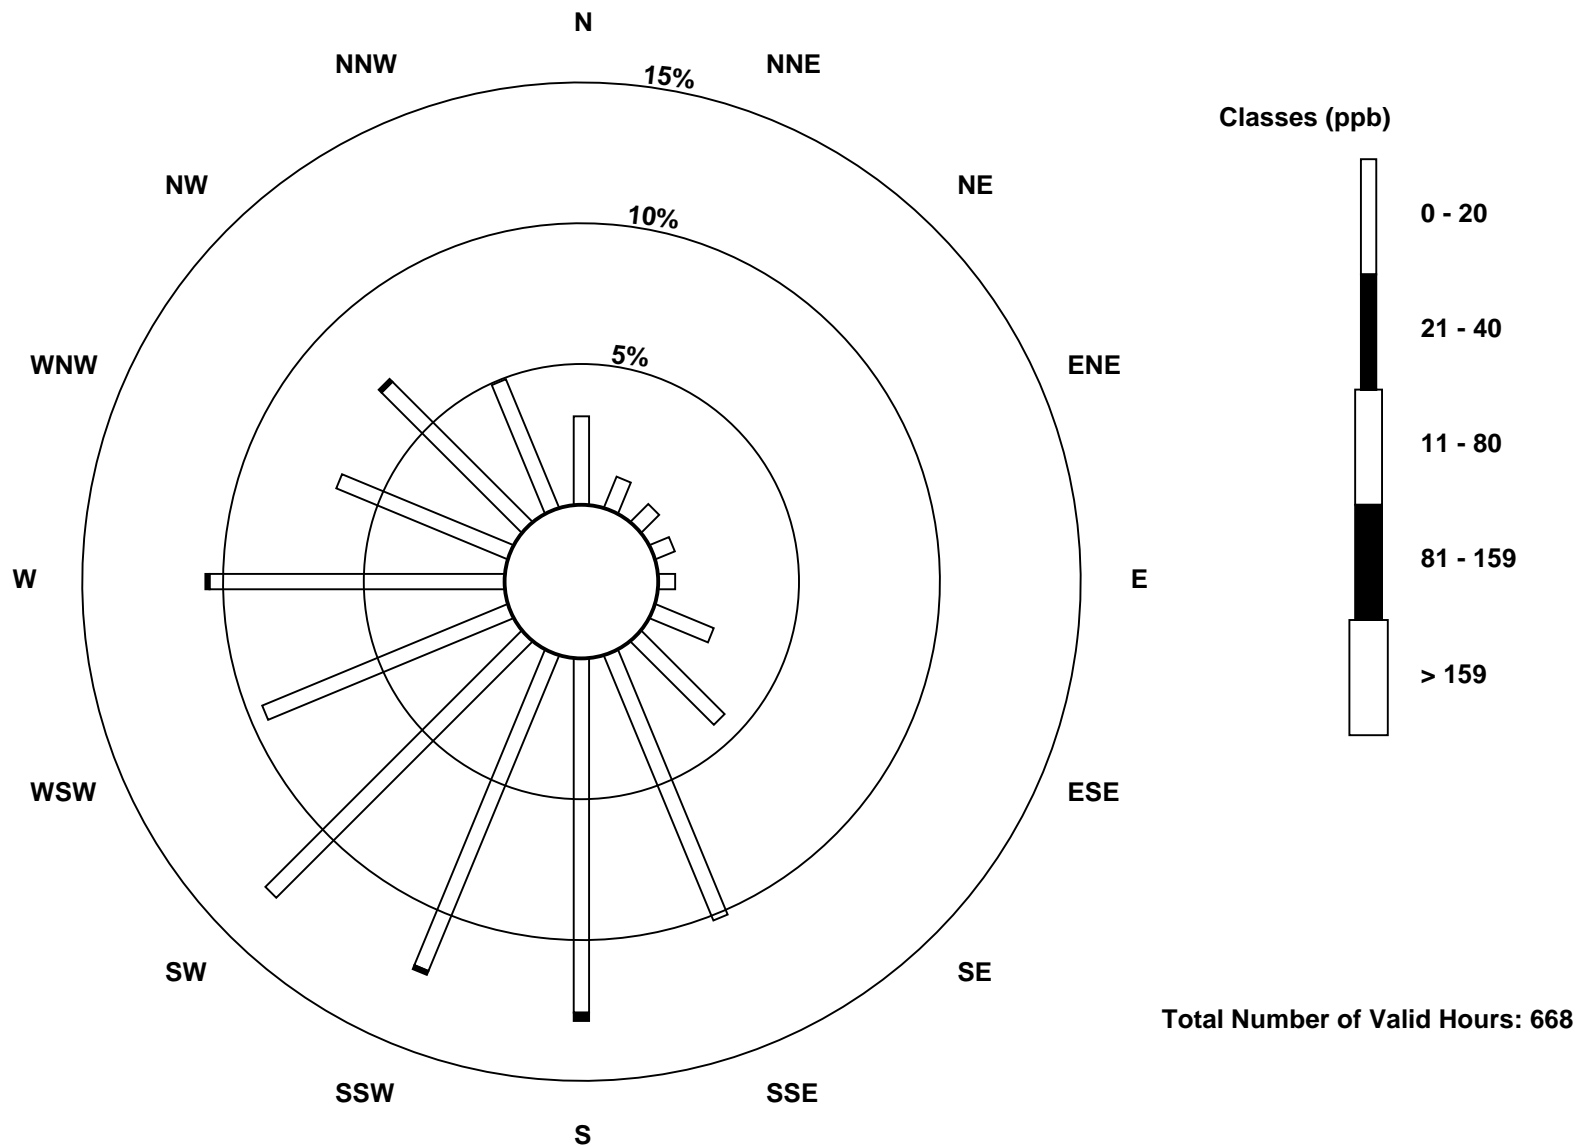 N
NNW
NNE
15%
Classes (ppb)
NW
NE
0 - 20
10%
21 - 40
5%
WNW
ENE
11 - 80
81 - 159
W
E
> 159
WSW
ESE
SW
SE
Total Number of Valid Hours: 668
SSW
SSE
S